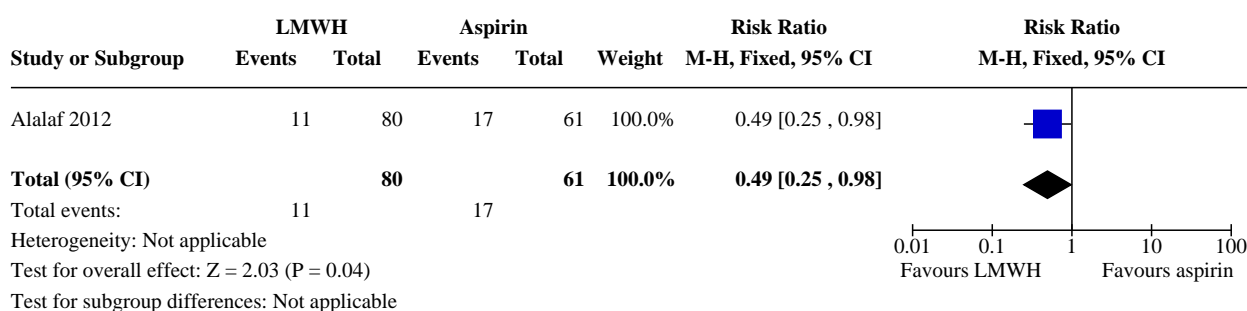 LMWH Aspirin Risk Ratio Risk Ratio
Study or Subgroup Events Total Events Total Weight M-H, Fixed, 95% CI M-H, Fixed, 95% CI
Alalaf 2012 11 80 17 61 100.0% 0.49 [0.25 , 0.98]
Total (95% CI) 80 61 100.0% 0.49 [0.25 , 0.98]
Total events: 11 17
Heterogeneity: Not applicable
0.01 0.1 1 10 100
Test for overall effect: Z = 2.03 (P = 0.04) Favours LMWH Favours aspirin
Test for subgroup differences: Not applicable